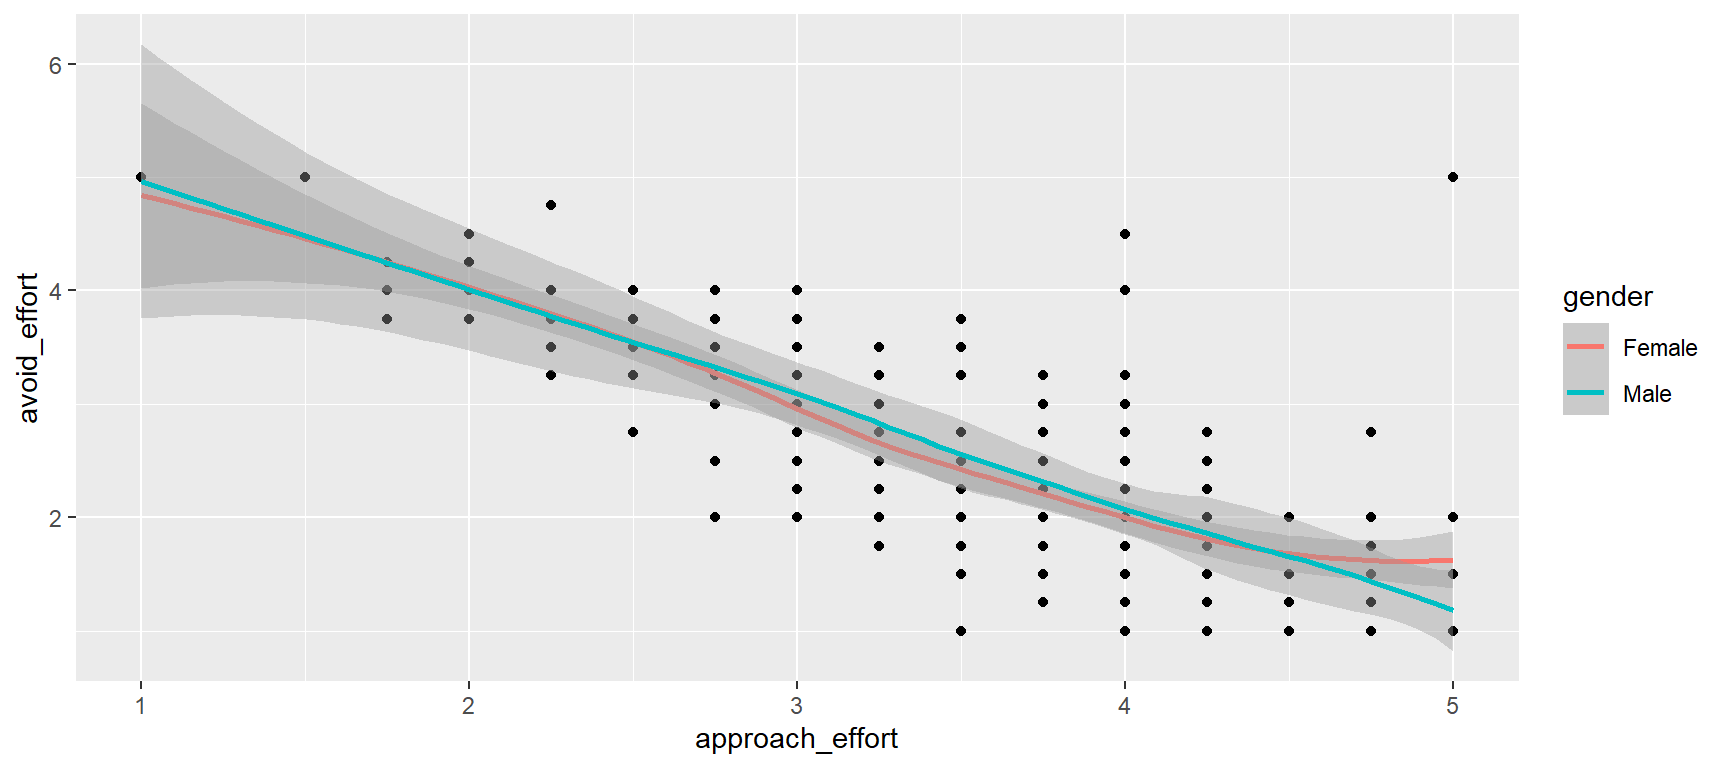 6
4
2
avoid_effort
1 2 3 4 5
approach_effort
gender
Female
Male